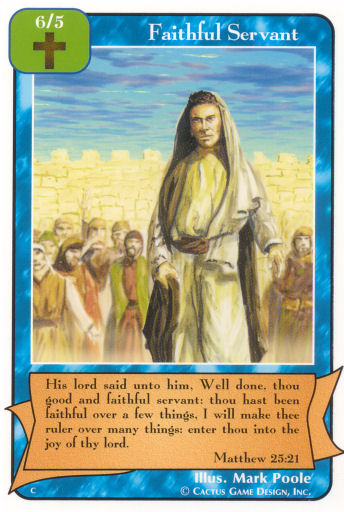 6/5
Faithful Servant
His lord said unto him, Well done, thou
good and faithful servant: thou hast been
faithful over a few things, I will make thee
ruler over many things: enter thou into the
joy of thy lord.
Matthew 25:21
Illus. Mark Poole
C
© Cactus Game Design, Inc.